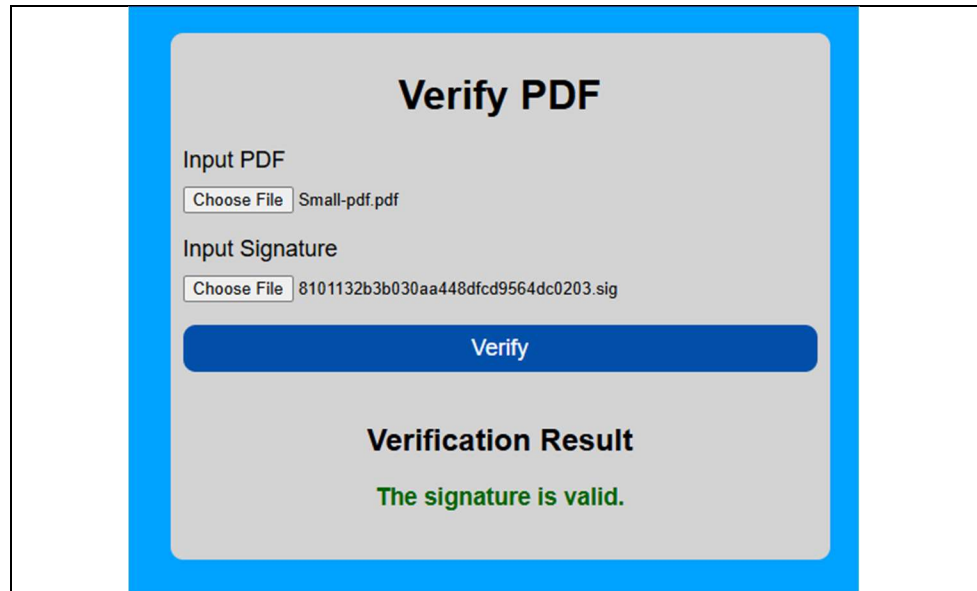 Verify PDF
Input PDF
Choose File Small-pdf.pdf
Input Signature
Choose File 8101132b3b030aa448dfcd9564dc0203.sig
Verify
Verification Result
The signature is valid.